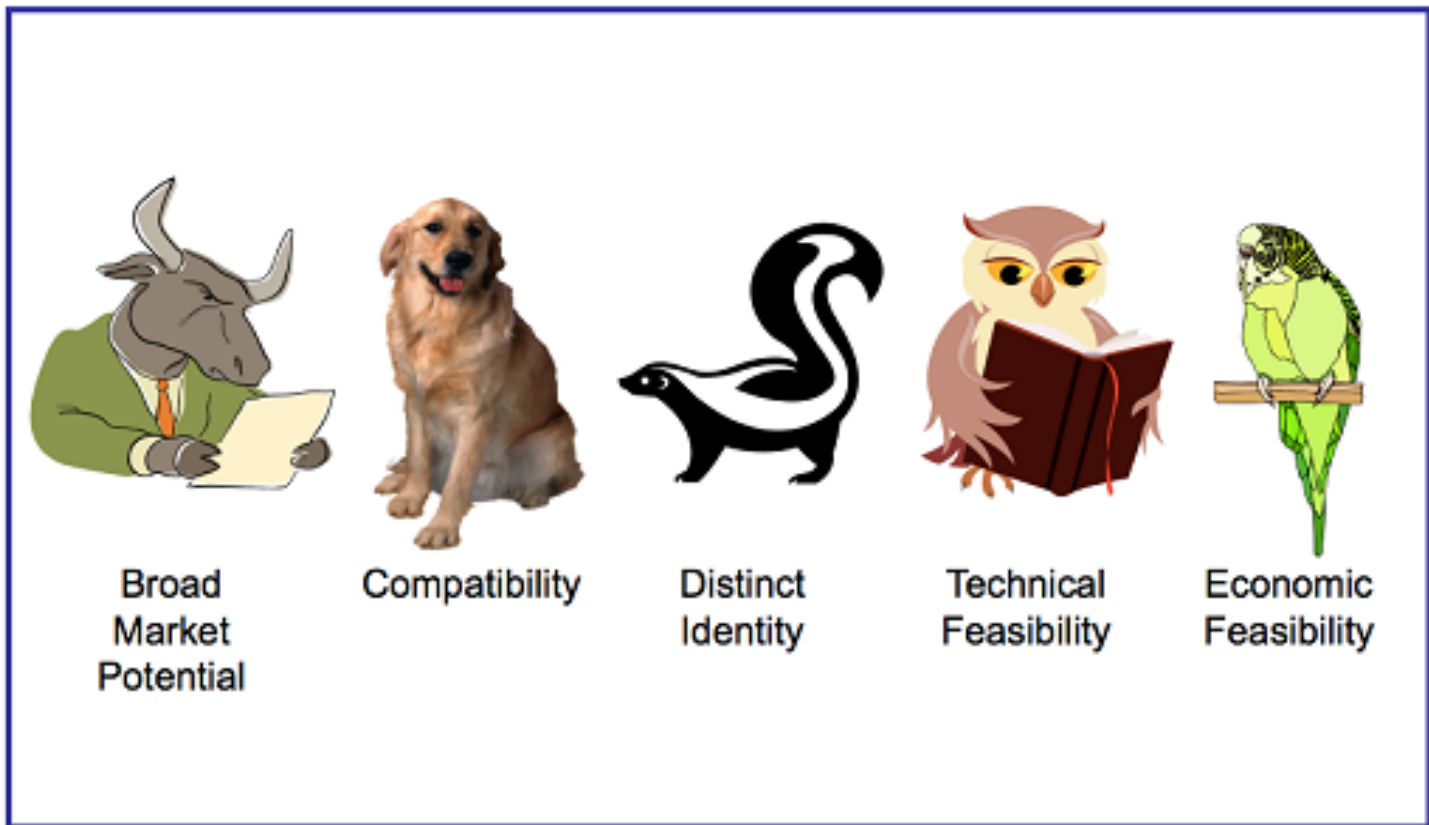 Broad
Market
Potential
Compatibility
Distinct
Identity
Technical
Feasibility
Economic
Feasibility